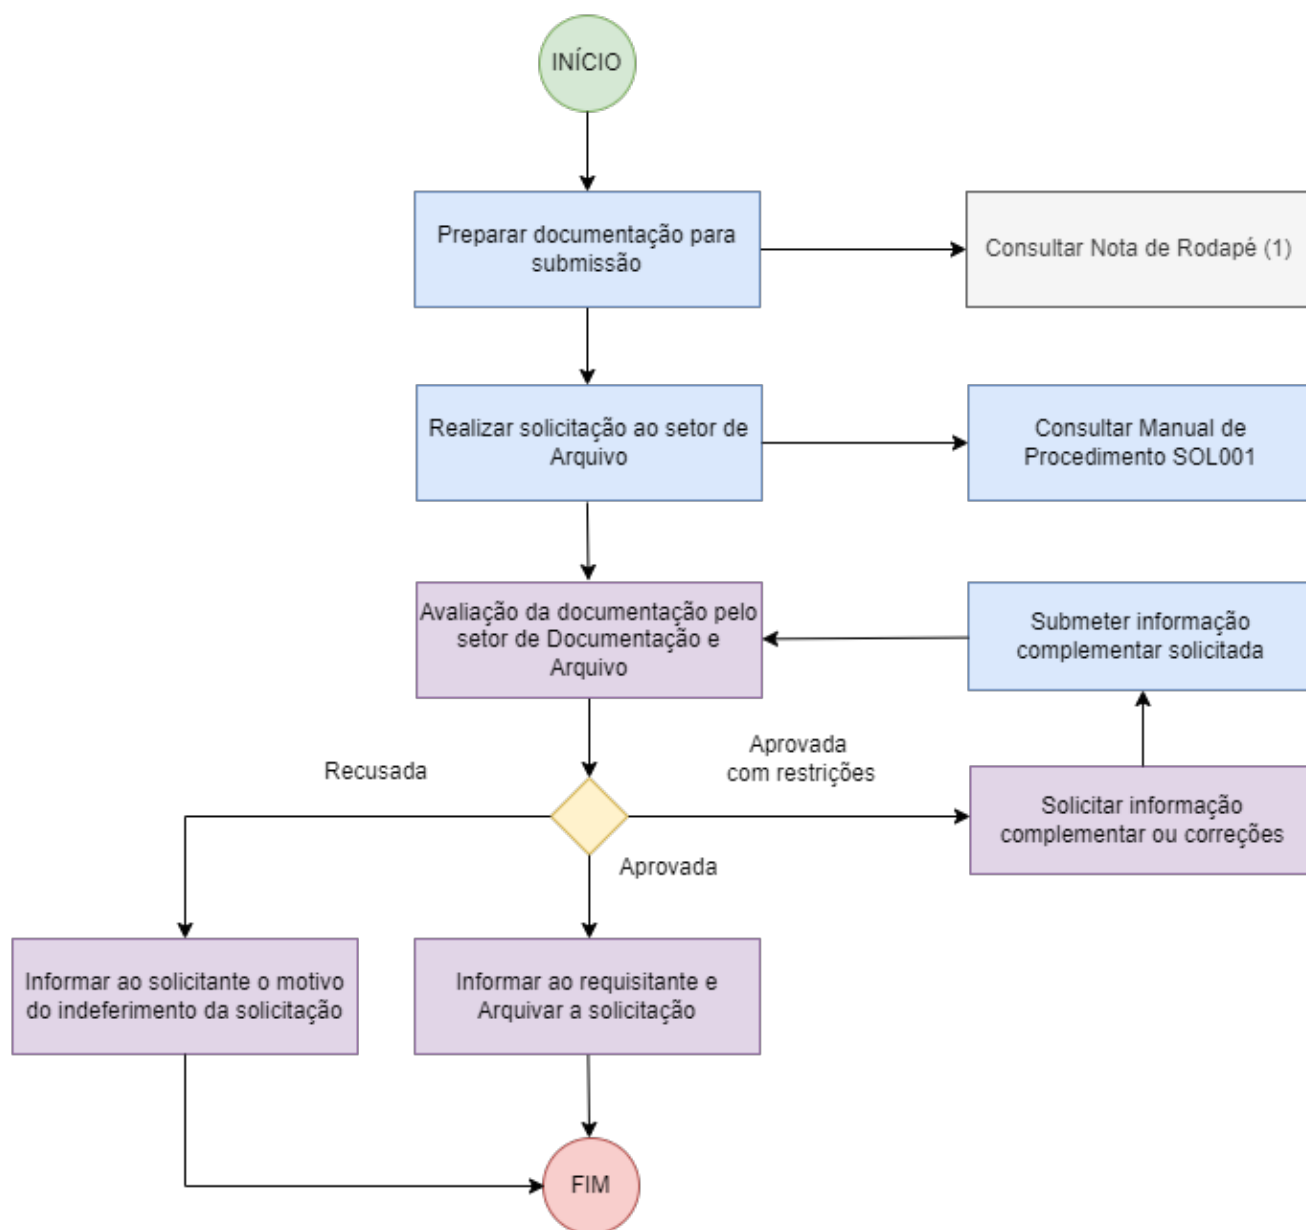 INÍCIO
Preparar documentação para
submissão
Consultar Nota de Rodapé (1)
Realizar solicitação ao setor de
Arquivo
Consultar Manual de
Procedimento SOL001
Avaliação da documentação pelo
setor de Documentação e
Arquivo
Submeter informação
complementar solicitada
Recusada
Aprovada
com restrições
Solicitar informação
complementar ou correções
Aprovada
Informar ao solicitante o motivo
do indeferimento da solicitação
Informar ao requisitante e
Arquivar a solicitação
FIM